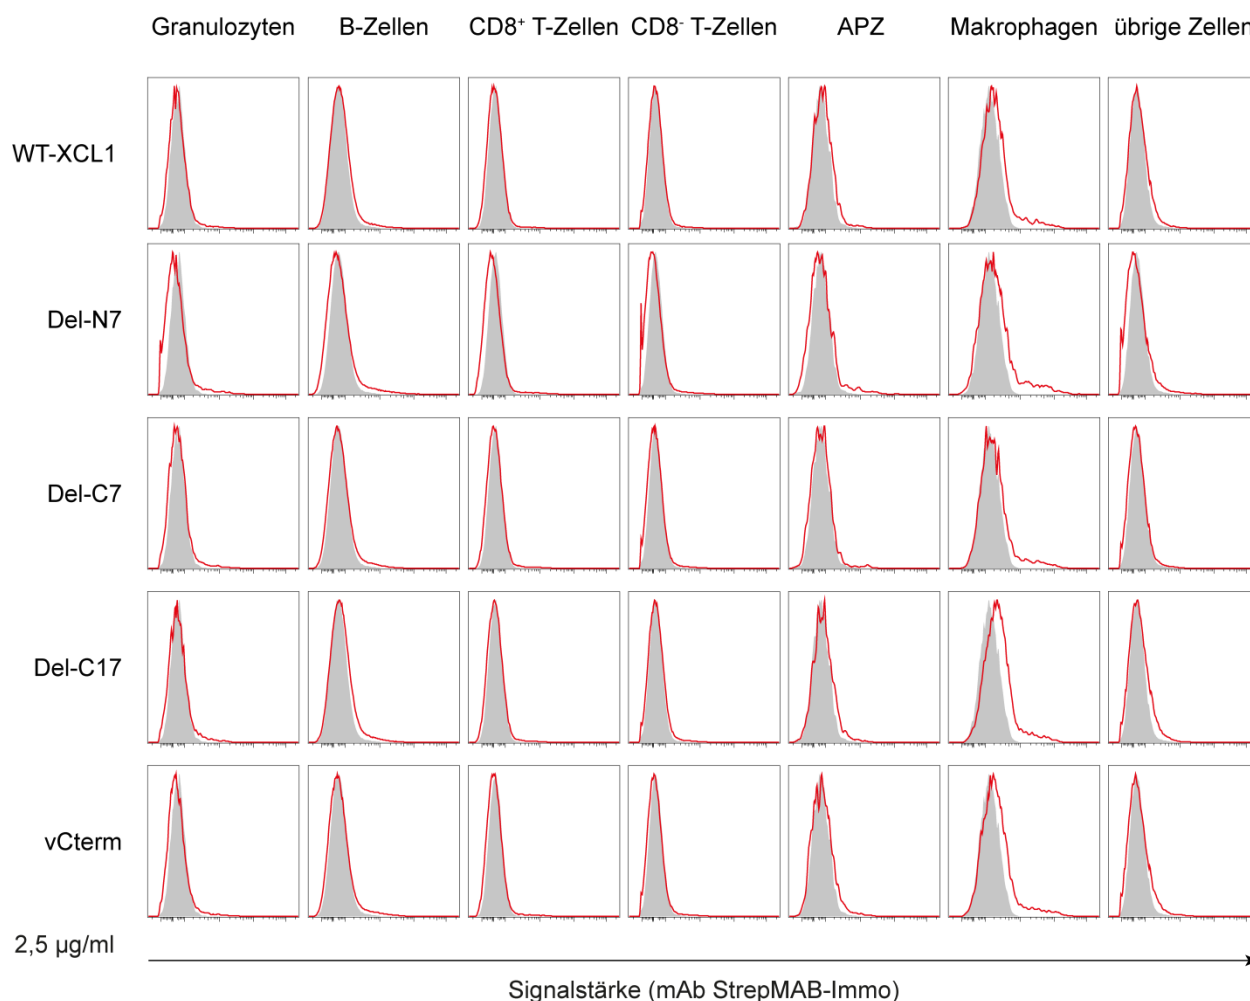 Granulozyten B-Zellen CD8⁺ T-Zellen CD8⁻ T-Zellen APZ Makrophagen übrige Zellen
WT-XCL1
Del-N7
Del-C7
Del-C17
vCterm
2,5 µg/ml
Signalstärke (mAb StrepMAB-Immo)